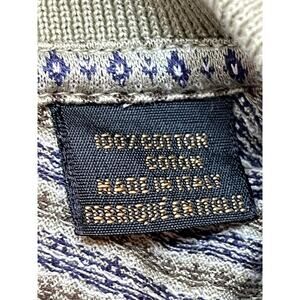 100% COTTON
COTON
MADE IN ITALY
FABRIQUÉ EN ITALIE